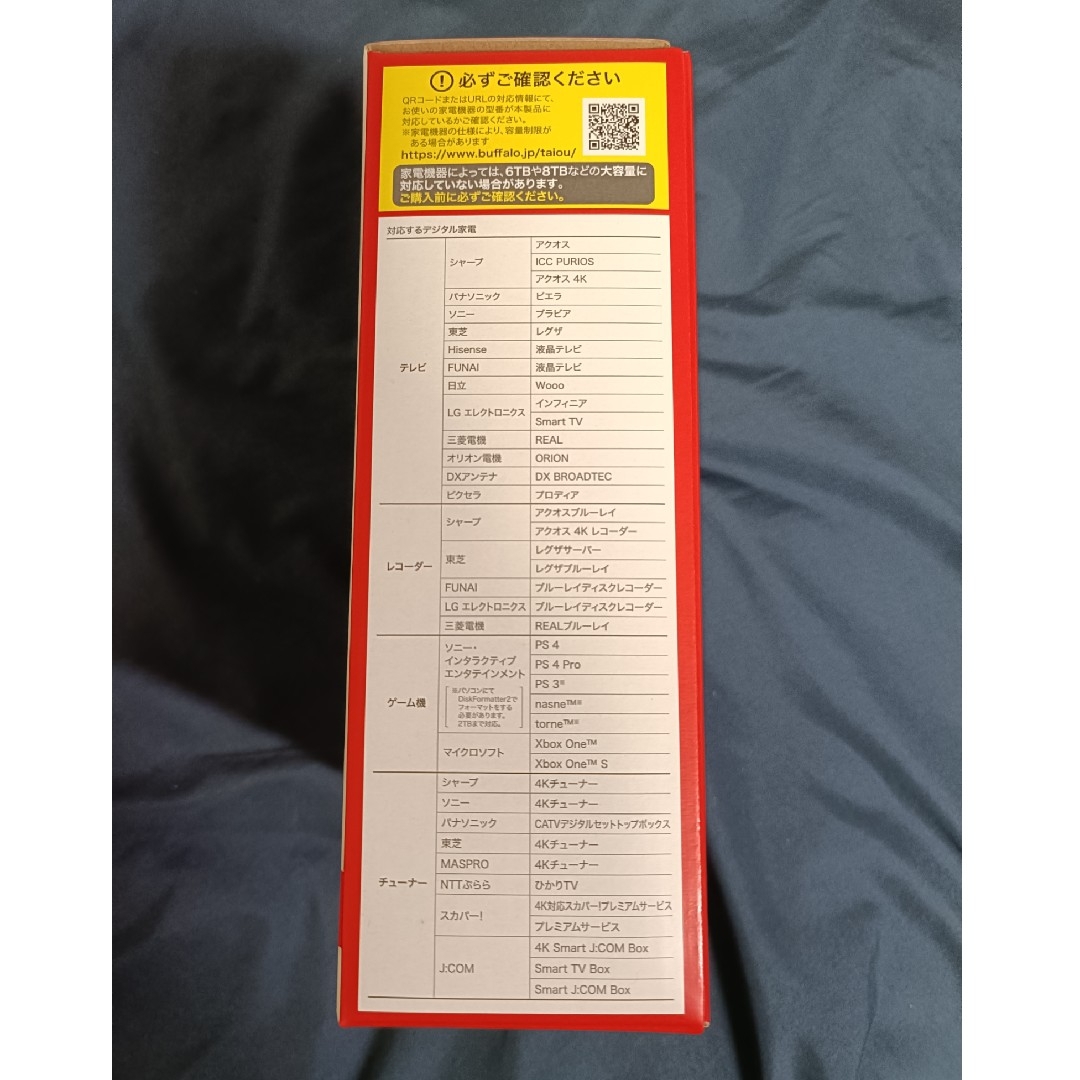 ! 必ずご確認ください
QRコードまたはURLの対応情報にて、
お使いの家電機器の型番が本製品に
対応しているかご確認ください。
※家電機器の仕様により、容量制限が
ある場合があります
https://www.buffalo.jp/taiou/
家電機器によっては、6TBや8TBなどの大容量に
対応していない場合があります。
ご購入前に必ずご確認ください。
対応するデジタル家電
テレビ
シャープ
アクオス
ICC PURIOS
アクオス 4K
パナソニック ビエラ
ソニー ブラビア
東芝 レグザ
Hisense 液晶テレビ
FUNAI 液晶テレビ
日立 Wooo
LG エレクトロニクス
インフィニア
Smart TV
三菱電機 REAL
オリオン電機 ORION
DXアンテナ DX BROADTEC
ピクセラ プロディア
レコーダー
シャープ
アクオスブルーレイ
アクオス 4K レコーダー
東芝
レグザサーバー
レグザブルーレイ
FUNAI ブルーレイディスクレコーダー
LG エレクトロニクス ブルーレイディスクレコーダー
三菱電機 REALブルーレイ
ゲーム機
ソニー・
インタラクティブ
エンタテインメント
※パソコンにて
DiskFormatter2で
フォーマットをする
必要があります。
2TBまで対応。
PS 4
PS 4 Pro
PS 3※
nasne™※
torne™※
マイクロソフト
Xbox One™
Xbox One™ S
チューナー
シャープ 4Kチューナー
ソニー 4Kチューナー
パナソニック CATVデジタルセットトップボックス
東芝 4Kチューナー
MASPRO 4Kチューナー
NTTぷらら ひかりTV
スカパー!
4K対応スカパー!プレミアムサービス
プレミアムサービス
J:COM
4K Smart J:COM Box
Smart TV Box
Smart J:COM Box